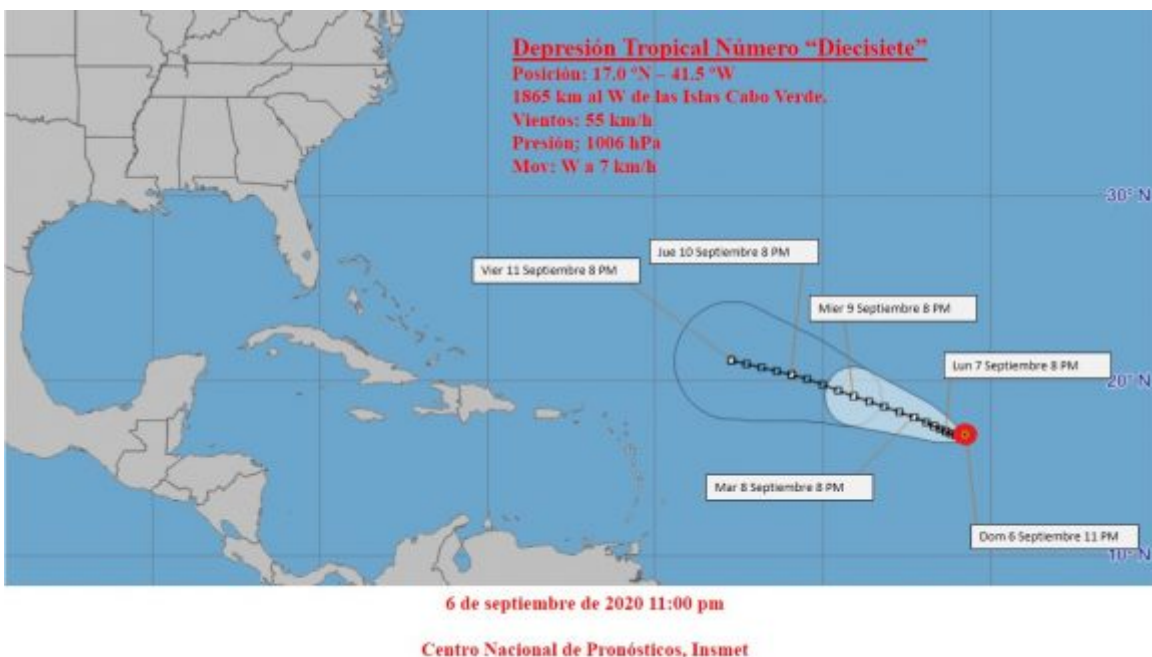 Depresión Tropical Número “Diecisiete”
Posición: 17.0 ºN – 41.5 ºW
1865 km al W de las Islas Cabo Verde.
Vientos: 55 km/h
Presión; 1006 hPa
Mov: W a 7 km/h
30° N
Jue 10 Septiembre 8 PM
Vier 11 Septiembre 8 PM
Mier 9 Septiembre 8 PM
Lun 7 Septiembre 8 PM
20° N
Mar 8 Septiembre 8 PM
Dom 6 Septiembre 11 PM
10° N
6 de septiembre de 2020 11:00 pm
Centro Nacional de Pronósticos, Insmet